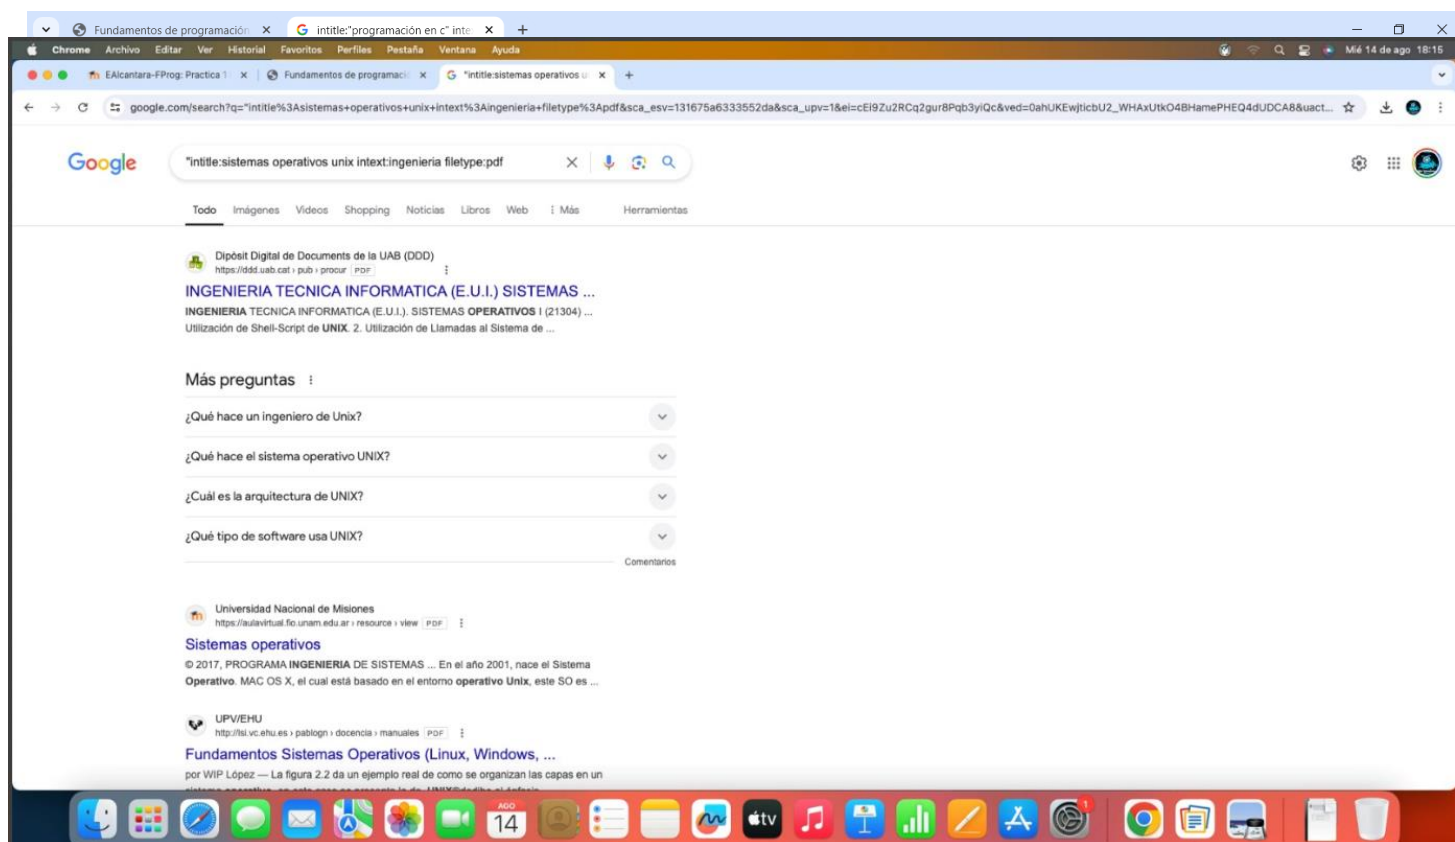 Fundamentos de programación
intitle:"programación en c" inte
Chrome Archivo Editar Ver Historial Favoritos Perfiles Pestaña Ventana Ayuda
Mié 14 de ago 18:15
EAlcantara-FProg: Practica 1
Fundamentos de programaci
"intitle:sistemas operativos u
google.com/search?q="intitle%3Asistemas+operativos+unix+intext%3Aingenieria+filetype%3Apdf&sca_esv=131675a6333552da&sca_upv=1&ei=cEi9Zu2RCq2gur8Pqb3yiQc&ved=0ahUKEwjticbU2_WHAxUtkO4BHamePHEQ4dUDCA8&uact...
Google
"intitle:sistemas operativos unix intext:ingenieria filetype:pdf
Todo Imágenes Videos Shopping Noticias Libros Web Más Herramientas
Dipòsit Digital de Documents de la UAB (DDD)
https://ddd.uab.cat › pub › procur PDF
INGENIERIA TECNICA INFORMATICA (E.U.I.) SISTEMAS ...
INGENIERIA TECNICA INFORMATICA (E.U.I.). SISTEMAS OPERATIVOS I (21304) ...
Utilización de Shell-Script de UNIX. 2. Utilización de Llamadas al Sistema de ...
Más preguntas
¿Qué hace un ingeniero de Unix?
¿Qué hace el sistema operativo UNIX?
¿Cuál es la arquitectura de UNIX?
¿Qué tipo de software usa UNIX?
Comentarios
Universidad Nacional de Misiones
https://aulavirtual.fio.unam.edu.ar › resource › view PDF
Sistemas operativos
© 2017, PROGRAMA INGENIERIA DE SISTEMAS ... En el año 2001, nace el Sistema
Operativo. MAC OS X, el cual está basado en el entorno operativo Unix, este SO es ...
UPV/EHU
http://lsi.vc.ehu.es › pablogn › docencia › manuales PDF
Fundamentos Sistemas Operativos (Linux, Windows, ...
por WIP López — La figura 2.2 da un ejemplo real de como se organizan las capas en un
AGO
14
tv
1